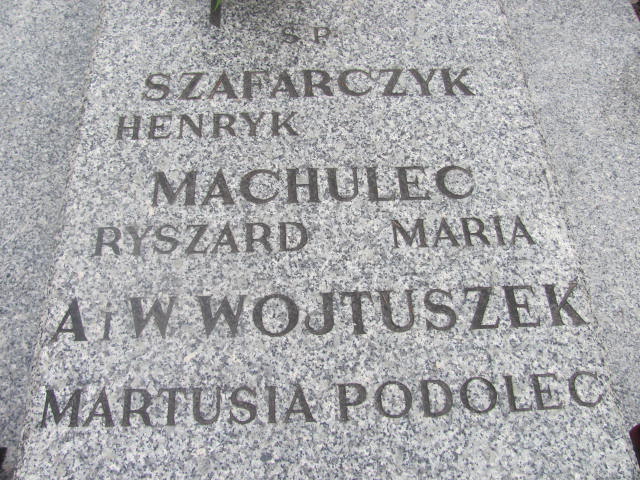 S.P.
SZAFARCZYK
HENRYK
MACHULEC
RYSZARD MARIA
A i W WOJTUSZEK
MARTUSIA PODOLEC